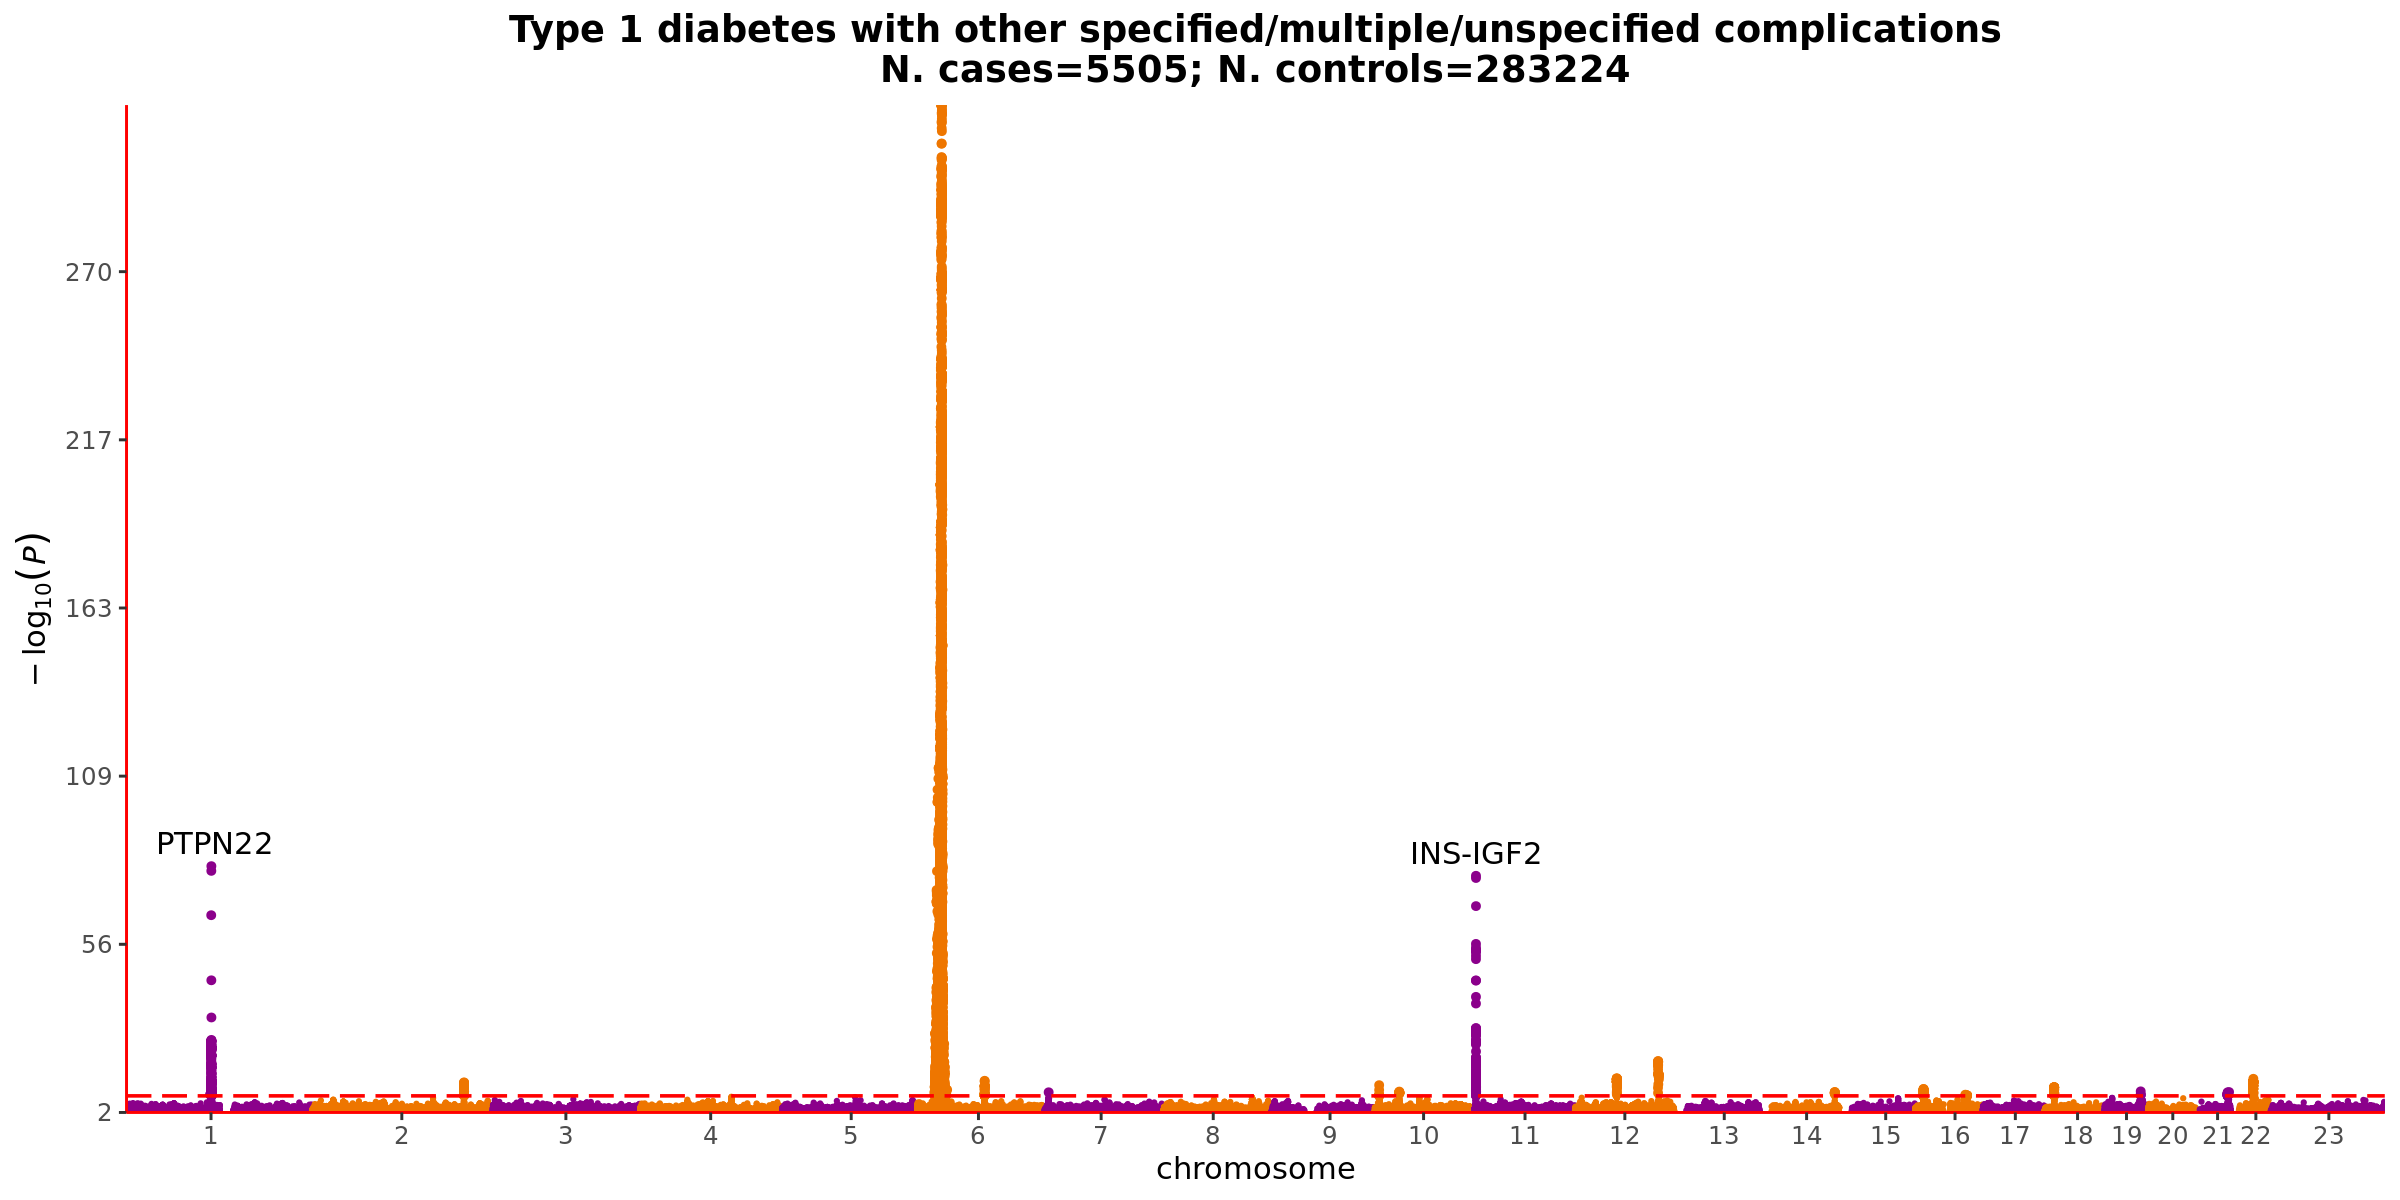 Type 1 diabetes with other specified/multiple/unspecified complications
N. cases=5505; N. controls=283224
270
217
163
109
56
2
− log10(P)
PTPN22
INS-IGF2
1 2 3 4 5 6 7 8 9 10 11 12 13 14 15 16 17 18 19 20 21 22 23
chromosome